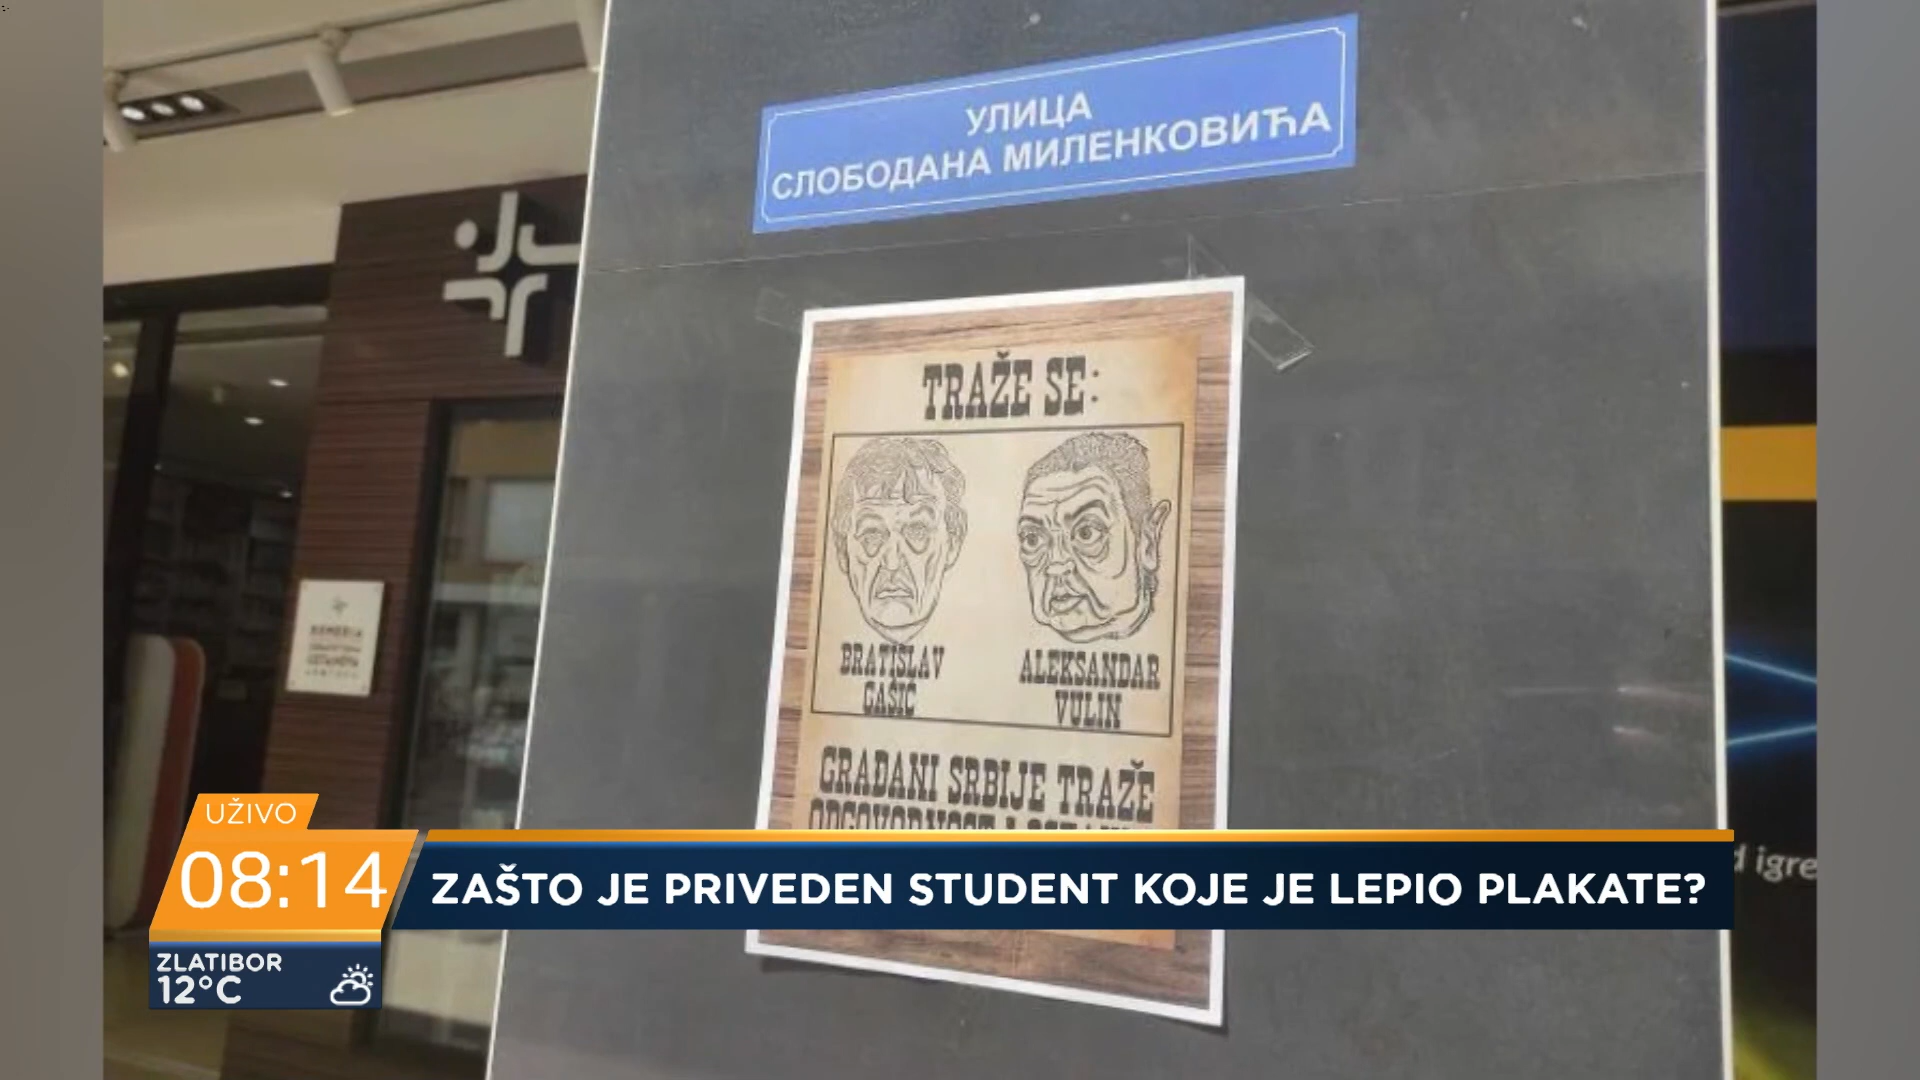 УЛИЦА
СЛОБОДАНА МИЛЕНКОВИЋА
TRAŽE SE:
BRATISLAV
GAŠIĆ
ALEKSANDAR
VULIN
GRAĐANI SRBIJE TRAŽE
UŽIVO
08:14
ZAŠTO JE PRIVEDEN STUDENT KOJE JE LEPIO PLAKATE?
ZLATIBOR
12°C
d igre